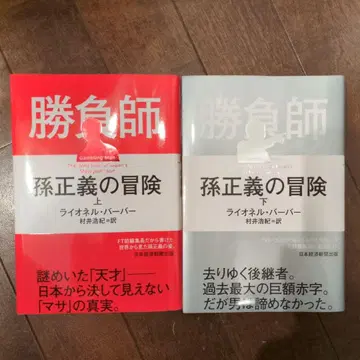 勝負師
孫正義の冒険
上
ライオネル・バーバー
村井浩紀＝訳
日本経済新聞出版
謎めいた「天才」――
日本から決して見えない
「マサ」の真実。
勝負師
孫正義の冒険
下
ライオネル・バーバー
村井浩紀＝訳
日本経済新聞出版
去りゆく後継者。
過去最大の巨額赤字。
だが男は諦めなかった。